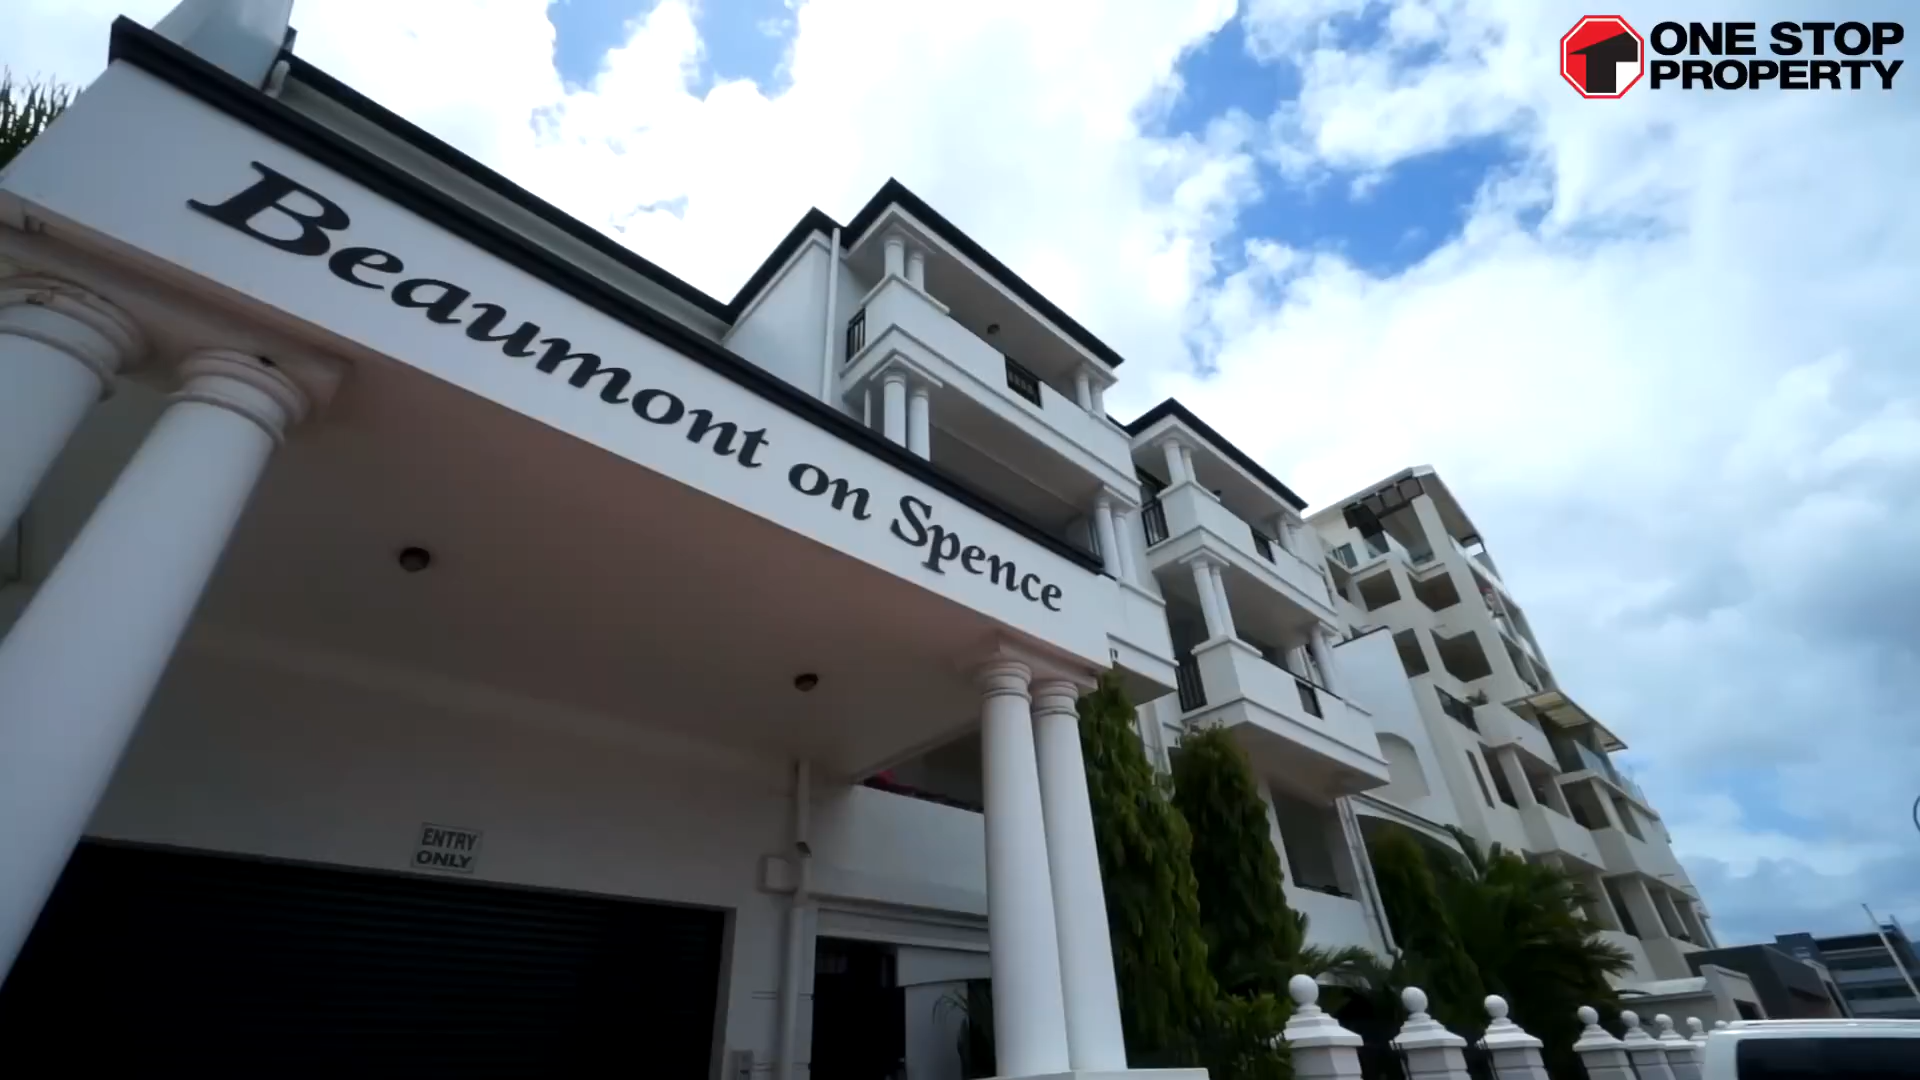 ONE STOP
PROPERTY
Beaumont on Spence
ENTRY
ONLY